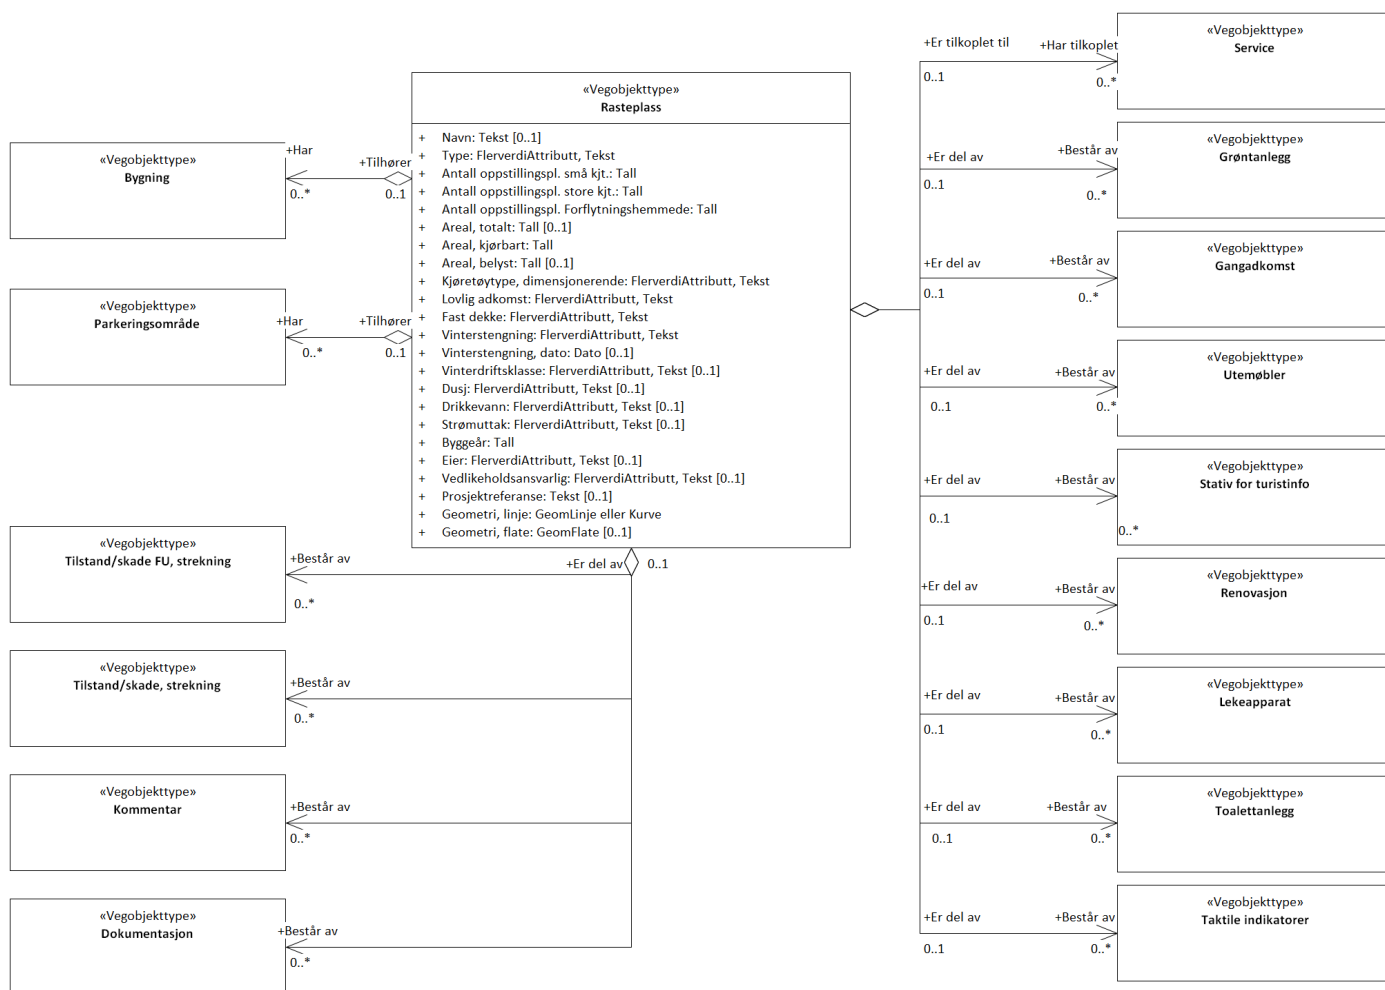 «Vegobjekttype»
Rasteplass
+ Navn: Tekst [0..1]
+ Type: FlerverdiAttributt, Tekst
+ Antall oppstillingspl. små kjt.: Tall
+ Antall oppstillingspl. store kjt.: Tall
+ Antall oppstillingspl. Forflytningshemmede: Tall
+ Areal, totalt: Tall [0..1]
+ Areal, kjørbart: Tall
+ Areal, belyst: Tall [0..1]
+ Kjøretøytype, dimensjonerende: FlerverdiAttributt, Tekst
+ Lovlig adkomst: FlerverdiAttributt, Tekst
+ Fast dekke: FlerverdiAttributt, Tekst
+ Vinterstengning: FlerverdiAttributt, Tekst
+ Vinterstengning, dato: Dato [0..1]
+ Vinterdriftsklasse: FlerverdiAttributt, Tekst [0..1]
+ Dusj: FlerverdiAttributt, Tekst [0..1]
+ Drikkevann: FlerverdiAttributt, Tekst [0..1]
+ Strømuttak: FlerverdiAttributt, Tekst [0..1]
+ Byggeår: Tall
+ Eier: FlerverdiAttributt, Tekst [0..1]
+ Vedlikeholdsansvarlig: FlerverdiAttributt, Tekst [0..1]
+ Prosjektreferanse: Tekst [0..1]
+ Geometri, linje: GeomLinje eller Kurve
+ Geometri, flate: GeomFlate [0..1]
«Vegobjekttype»
Bygning
+Har
+Tilhører
0..*
0..1
«Vegobjekttype»
Parkeringsområde
+Har
+Tilhører
0..*
0..1
+Er del av
0..1
«Vegobjekttype»
Tilstand/skade FU, strekning
+Består av
0..*
«Vegobjekttype»
Tilstand/skade, strekning
+Består av
0..*
«Vegobjekttype»
Kommentar
+Består av
0..*
«Vegobjekttype»
Dokumentasjon
+Består av
0..*
+Er tilkoplet til
+Har tilkoplet
0..1
0..*
«Vegobjekttype»
Service
+Er del av
+Består av
0..1
0..*
«Vegobjekttype»
Grøntanlegg
+Er del av
+Består av
0..1
0..*
«Vegobjekttype»
Gangadkomst
+Er del av
+Består av
0..1
0..*
«Vegobjekttype»
Utemøbler
+Er del av
+Består av
0..1
0..*
«Vegobjekttype»
Stativ for turistinfo
+Er del av
+Består av
0..1
0..*
«Vegobjekttype»
Renovasjon
+Er del av
+Består av
0..1
0..*
«Vegobjekttype»
Lekeapparat
+Er del av
+Består av
0..1
0..*
«Vegobjekttype»
Toalettanlegg
+Er del av
+Består av
0..1
0..*
«Vegobjekttype»
Taktile indikatorer